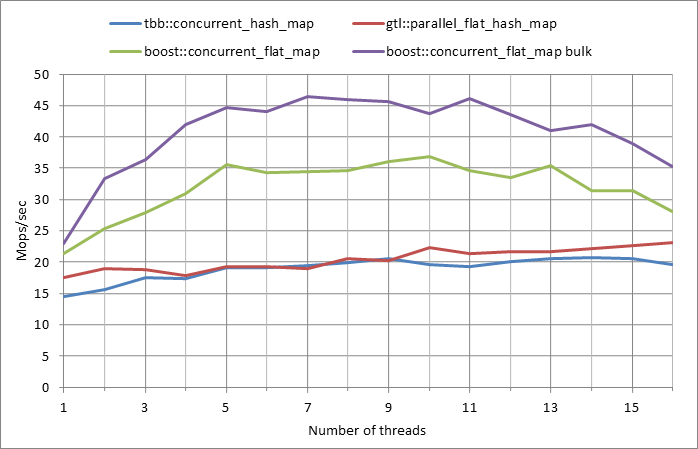 tbb::concurrent_hash_map gtl::parallel_flat_hash_map
boost::concurrent_flat_map boost::concurrent_flat_map bulk
50
45
40
35
30
25
20
15
10
5
0
Mops/sec
1 3 5 7 9 11 13 15
Number of threads